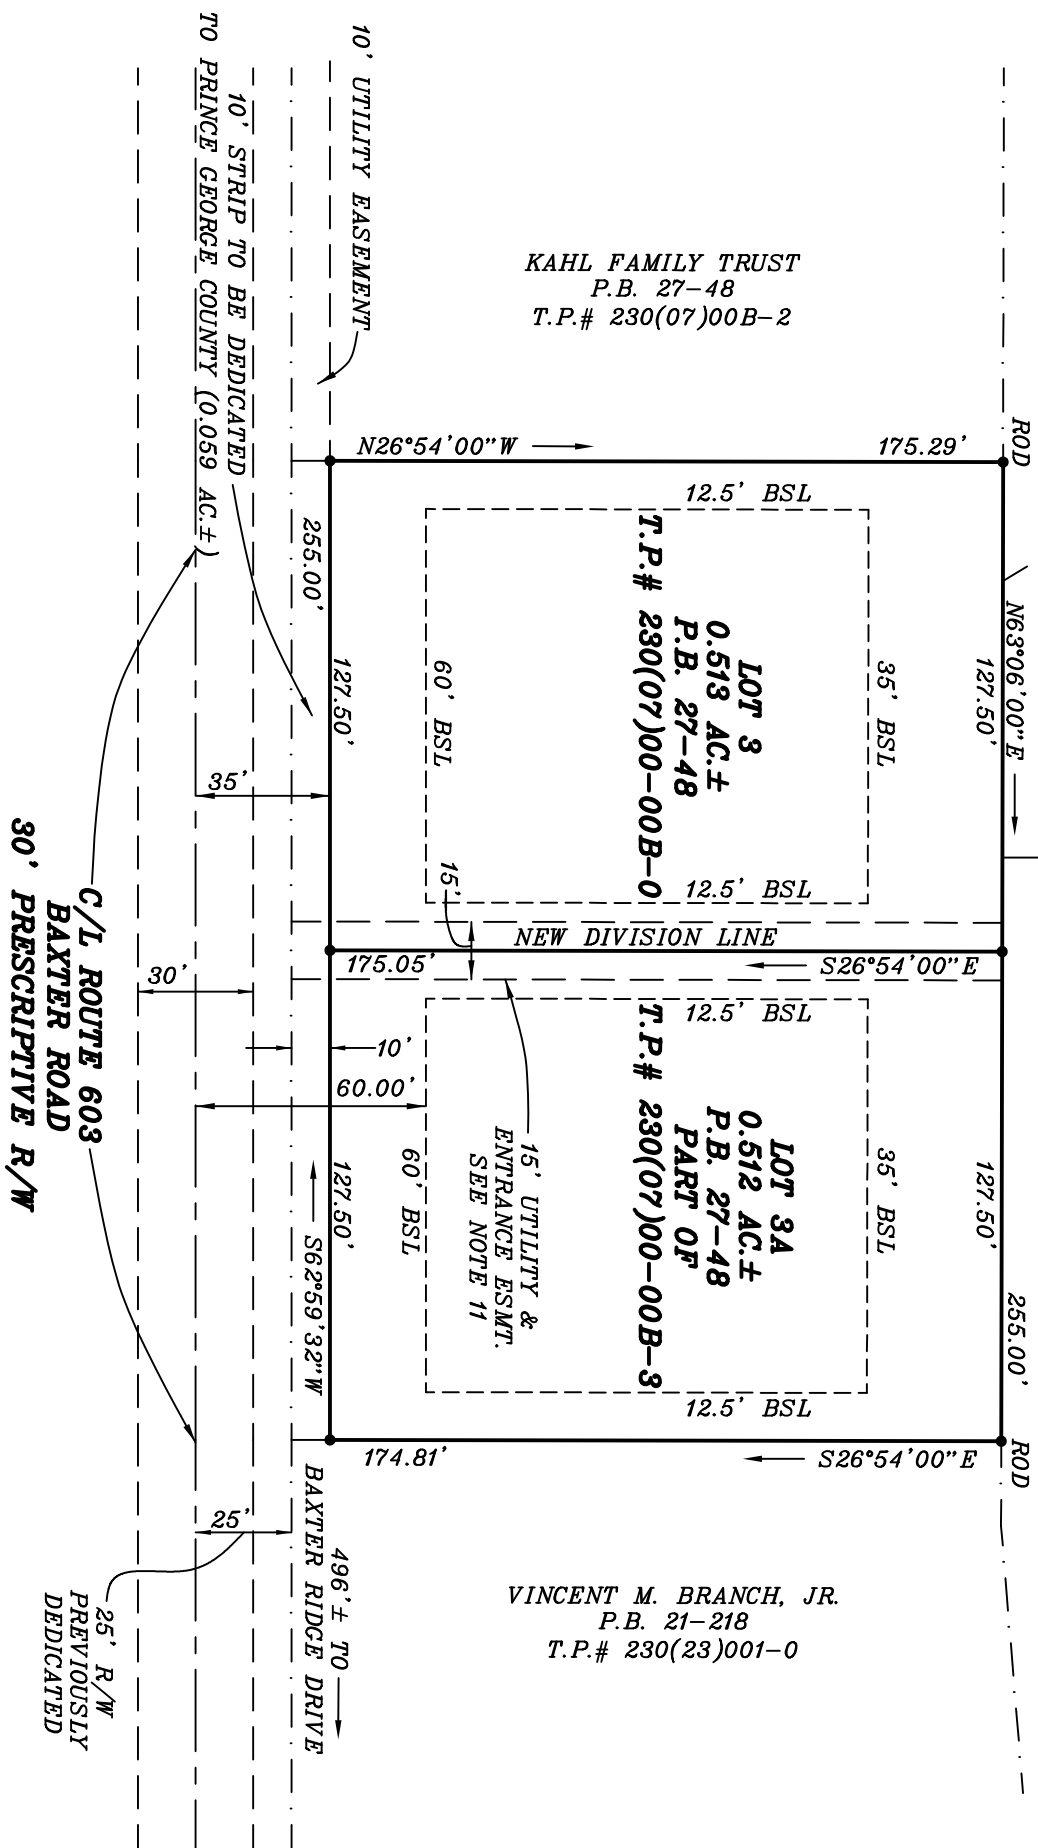 10' UTILITY EASEMENT
10' STRIP TO BE DEDICATED
TO PRINCE GEORGE COUNTY (0.059 AC.±)
KAHL FAMILY TRUST
P.B. 27-48
T.P.# 230(07)00B-2
ROD
N26°54'00"W
175.29'
N63°06'00"E
127.50'
12.5' BSL
35' BSL
LOT 3
0.513 AC.±
P.B. 27-48
T.P.# 230(07)00-00B-0
60' BSL
12.5' BSL
255.00'
127.50'
35'
15'
NEW DIVISION LINE
175.05'
S26°54'00"E
30'
10'
60.00'
12.5' BSL
35' BSL
LOT 3A
0.512 AC.±
P.B. 27-48
PART OF
T.P.# 230(07)00-00B-3
15' UTILITY &
ENTRANCE ESMT.
SEE NOTE 11
60' BSL
12.5' BSL
127.50'
255.00'
ROD
127.50'
S62°59'32"W
174.81'
S26°54'00"E
C/L ROUTE 603
BAXTER ROAD
30' PRESCRIPTIVE R/W
496'± TO
BAXTER RIDGE DRIVE
25'
25' R/W
PREVIOUSLY
DEDICATED
VINCENT M. BRANCH, JR.
P.B. 21-218
T.P.# 230(23)001-0